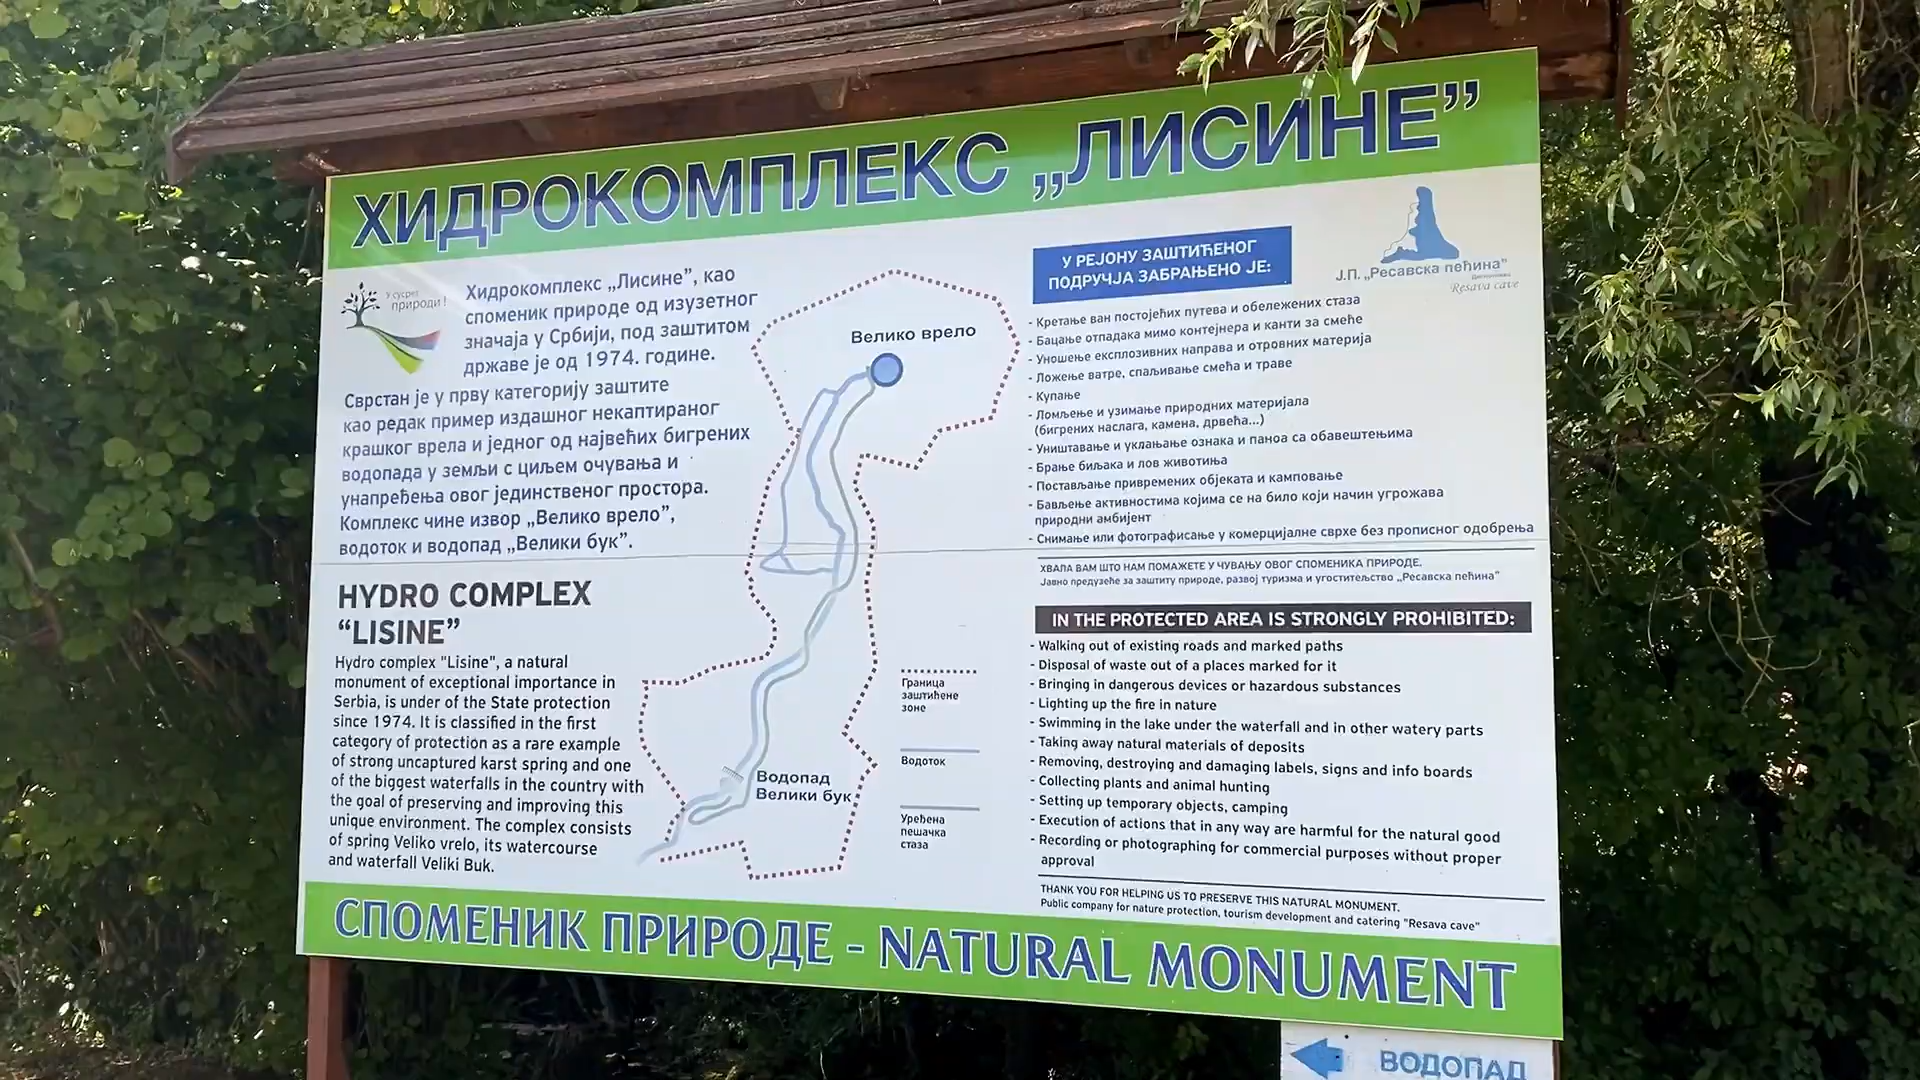 ХИДРОКОМПЛЕКС „ЛИСИНЕ”
У сусрет
природи!
Хидрокомплекс „Лисине”, као
споменик природе од изузетног
значаја у Србији, под заштитом
државе је од 1974. године.
Сврстан је у прву категорију заштите
као редак пример издашног некаптираног
крашког врела и једног од највећих бигрених
водопада у земљи с циљем очувања и
унапређења овог јединственог простора.
Комплекс чине извор „Велико врело”,
водоток и водопад „Велики бук”.
HYDRO COMPLEX
“LISINE”
Hydro complex "Lisine", a natural
monument of exceptional importance in
Serbia, is under of the State protection
since 1974. It is classified in the first
category of protection as a rare example
of strong uncaptured karst spring and one
of the biggest waterfalls in the country with
the goal of preserving and improving this
unique environment. The complex consists
of spring Veliko vrelo, its watercourse
and waterfall Veliki Buk.
Велико врело
Водопад
Велики бук
Граница
заштићене
зоне
Водоток
Уређена
пешачка
стаза
У РЕЈОНУ ЗАШТИЋЕНОГ
ПОДРУЧЈА ЗАБРАЊЕНО ЈЕ:
Ј.П. „Ресавска пећина”
Resava cave
- Кретање ван постојећих путева и обележених стаза
- Бацање отпадака мимо контејнера и канти за смеће
- Уношење експлозивних направа и отровних материја
- Ложење ватре, спаљивање смећа и траве
- Купање
- Ломљење и узимање природних материјала
(бигрених наслага, камена, дрвећа...)
- Уништавање и уклањање ознака и паноа са обавештењима
- Брање биљака и лов животиња
- Постављање привремених објеката и камповање
- Бављење активностима којима се на било који начин угрожава
природни амбијент
- Снимање или фотографисање у комерцијалне сврхе без прописног одобрења
ХВАЛА ВАМ ШТО НАМ ПОМАЖЕТЕ У ЧУВАЊУ ОВОГ СПОМЕНИКА ПРИРОДЕ.
Јавно предузеће за заштиту природе, развој туризма и угоститељство „Ресавска пећина”
IN THE PROTECTED AREA IS STRONGLY PROHIBITED:
- Walking out of existing roads and marked paths
- Disposal of waste out of a places marked for it
- Bringing in dangerous devices or hazardous substances
- Lighting up the fire in nature
- Swimming in the lake under the waterfall and in other watery parts
- Taking away natural materials of deposits
- Removing, destroying and damaging labels, signs and info boards
- Collecting plants and animal hunting
- Setting up temporary objects, camping
- Execution of actions that in any way are harmful for the natural good
- Recording or photographing for commercial purposes without proper
approval
THANK YOU FOR HELPING US TO PRESERVE THIS NATURAL MONUMENT.
Public company for nature protection, tourism development and catering "Resava cave"
СПОМЕНИК ПРИРОДЕ - NATURAL MONUMENT
ВОДОПАД